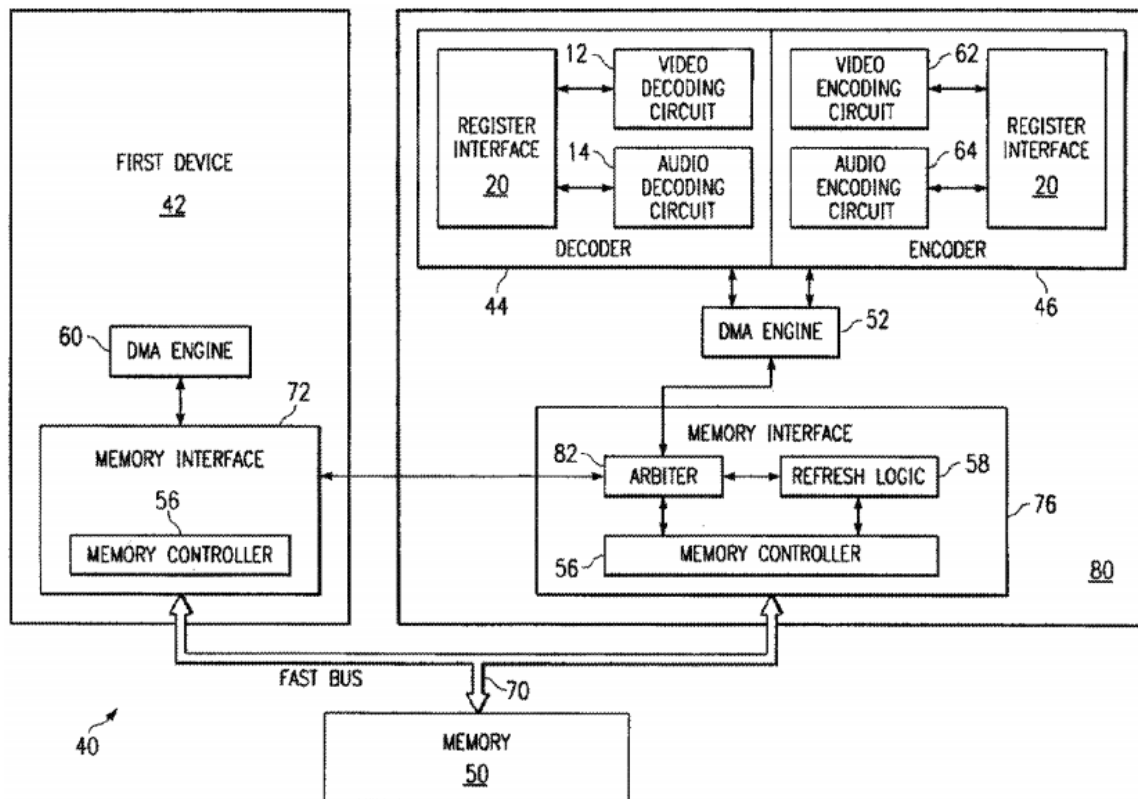 FIRST DEVICE
42
60
DMA ENGINE
72
MEMORY INTERFACE
56
MEMORY CONTROLLER
REGISTER
INTERFACE
20
12
VIDEO
DECODING
CIRCUIT
14
AUDIO
DECODING
CIRCUIT
DECODER
44
VIDEO
ENCODING
CIRCUIT
62
AUDIO
ENCODING
CIRCUIT
64
REGISTER
INTERFACE
20
ENCODER
46
DMA ENGINE
52
MEMORY INTERFACE
82
ARBITER
REFRESH LOGIC
58
76
56
MEMORY CONTROLLER
80
FAST BUS
70
40
MEMORY
50